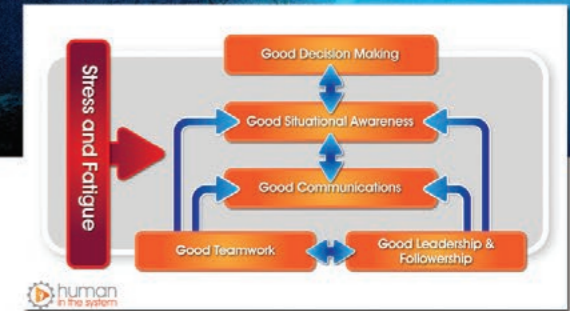 Stress and Fatigue
Good Decision Making
Good Situational Awareness
Good Communications
Good Teamwork
Good Leadership &
Followership
human
in the system